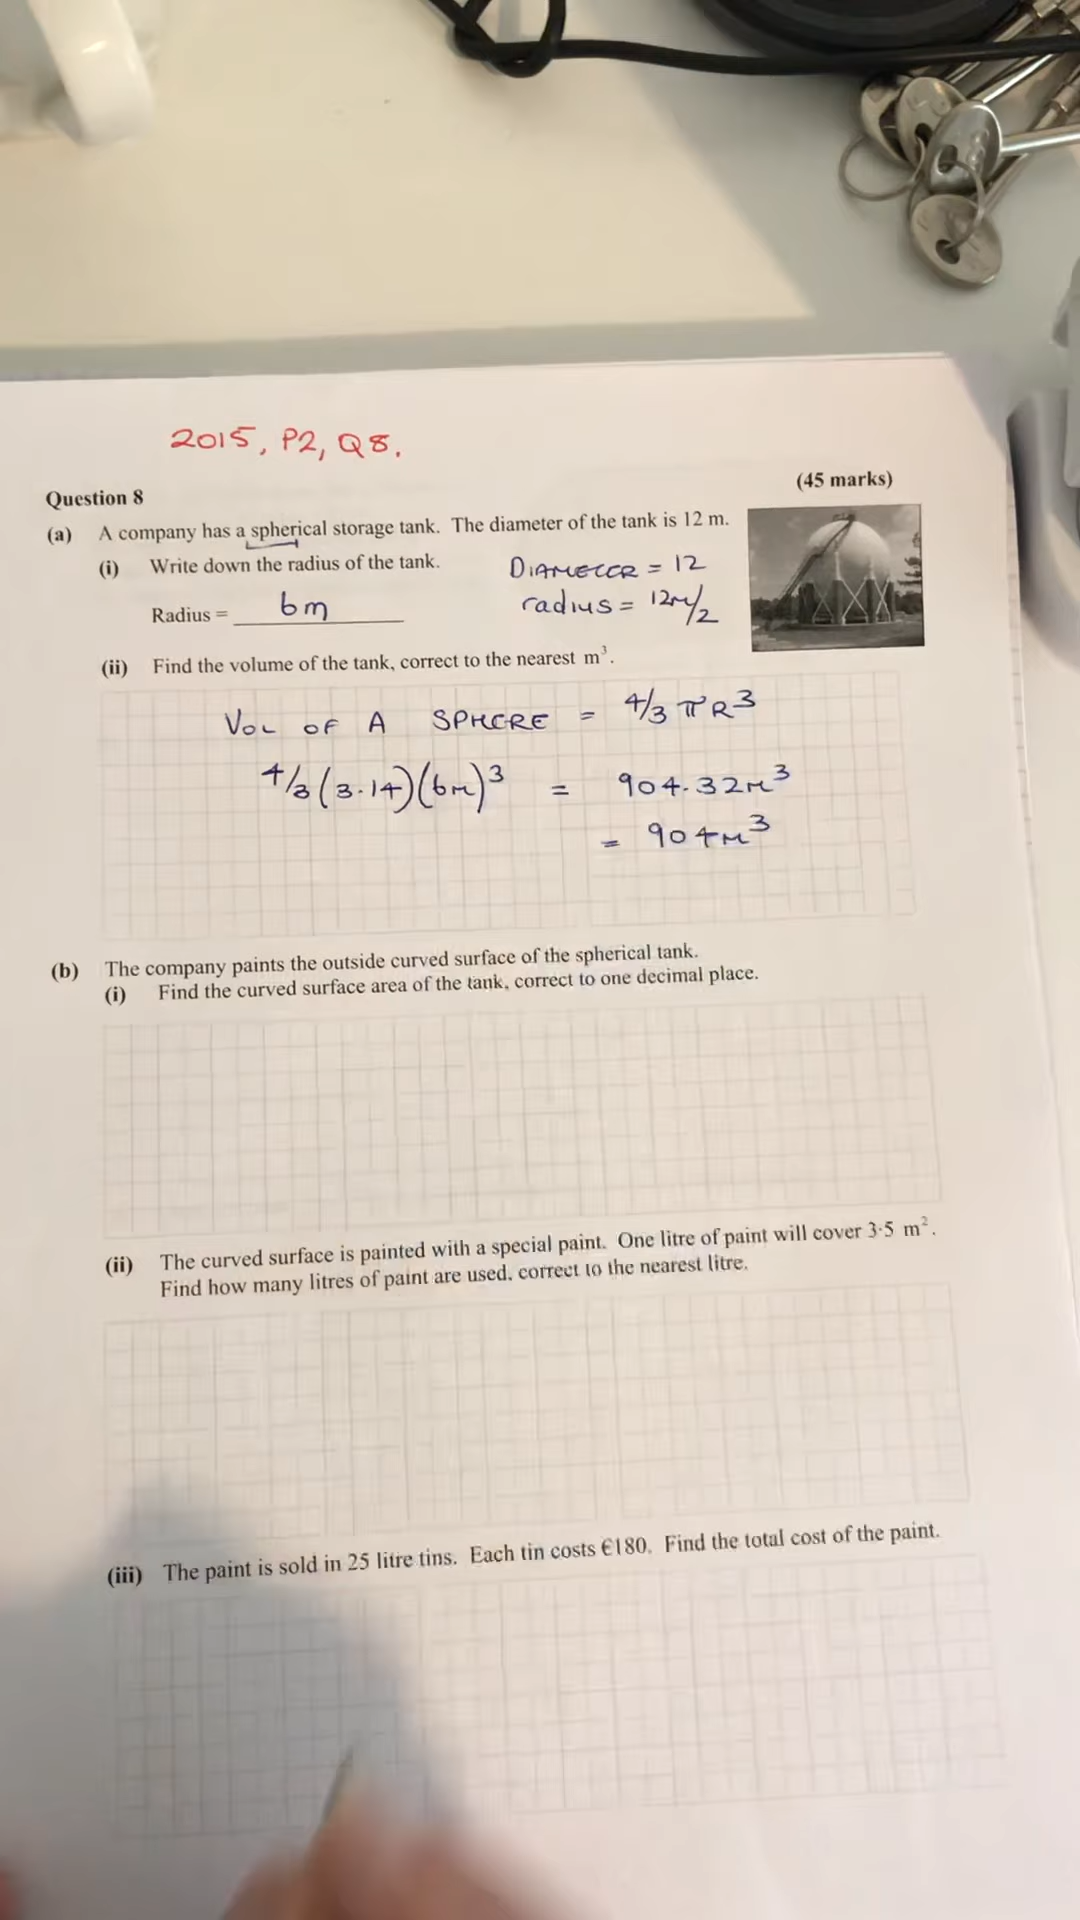 2015, P2, Q8.
Question 8
(45 marks)
(a) A company has a spherical storage tank. The diameter of the tank is 12 m.
(i) Write down the radius of the tank.
DIAMETER = 12
Radius = 6m
radius = 12m/2
(ii) Find the volume of the tank, correct to the nearest m³.
VOL OF A SPHERE = 4/3 π R³
4/3 (3.14)(6m)³ = 904.32m³
= 904m³
(b) The company paints the outside curved surface of the spherical tank.
(i) Find the curved surface area of the tank, correct to one decimal place.
(ii) The curved surface is painted with a special paint. One litre of paint will cover 3·5 m².
Find how many litres of paint are used, correct to the nearest litre.
(iii) The paint is sold in 25 litre tins. Each tin costs €180. Find the total cost of the paint.